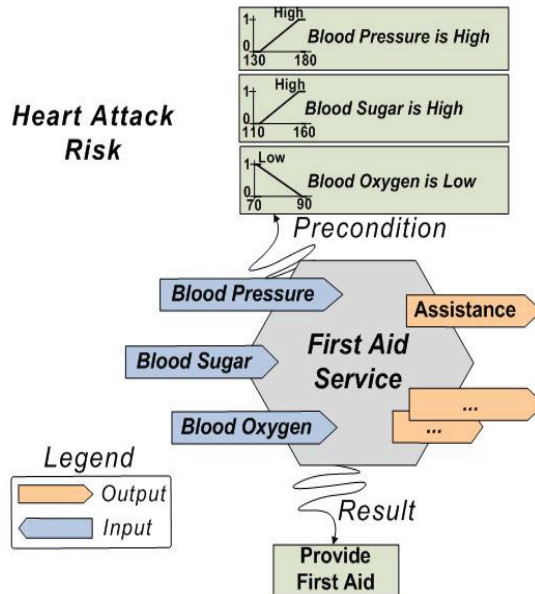 High
1
0
130 180
Blood Pressure is High
High
1
0
110 160
Blood Sugar is High
Low
1
0
70 90
Blood Oxygen is Low
Heart Attack
Risk
Precondition
Blood Pressure
Assistance
Blood Sugar
First Aid
Service
...
...
Blood Oxygen
Legend
Output
Input
Result
Provide
First Aid